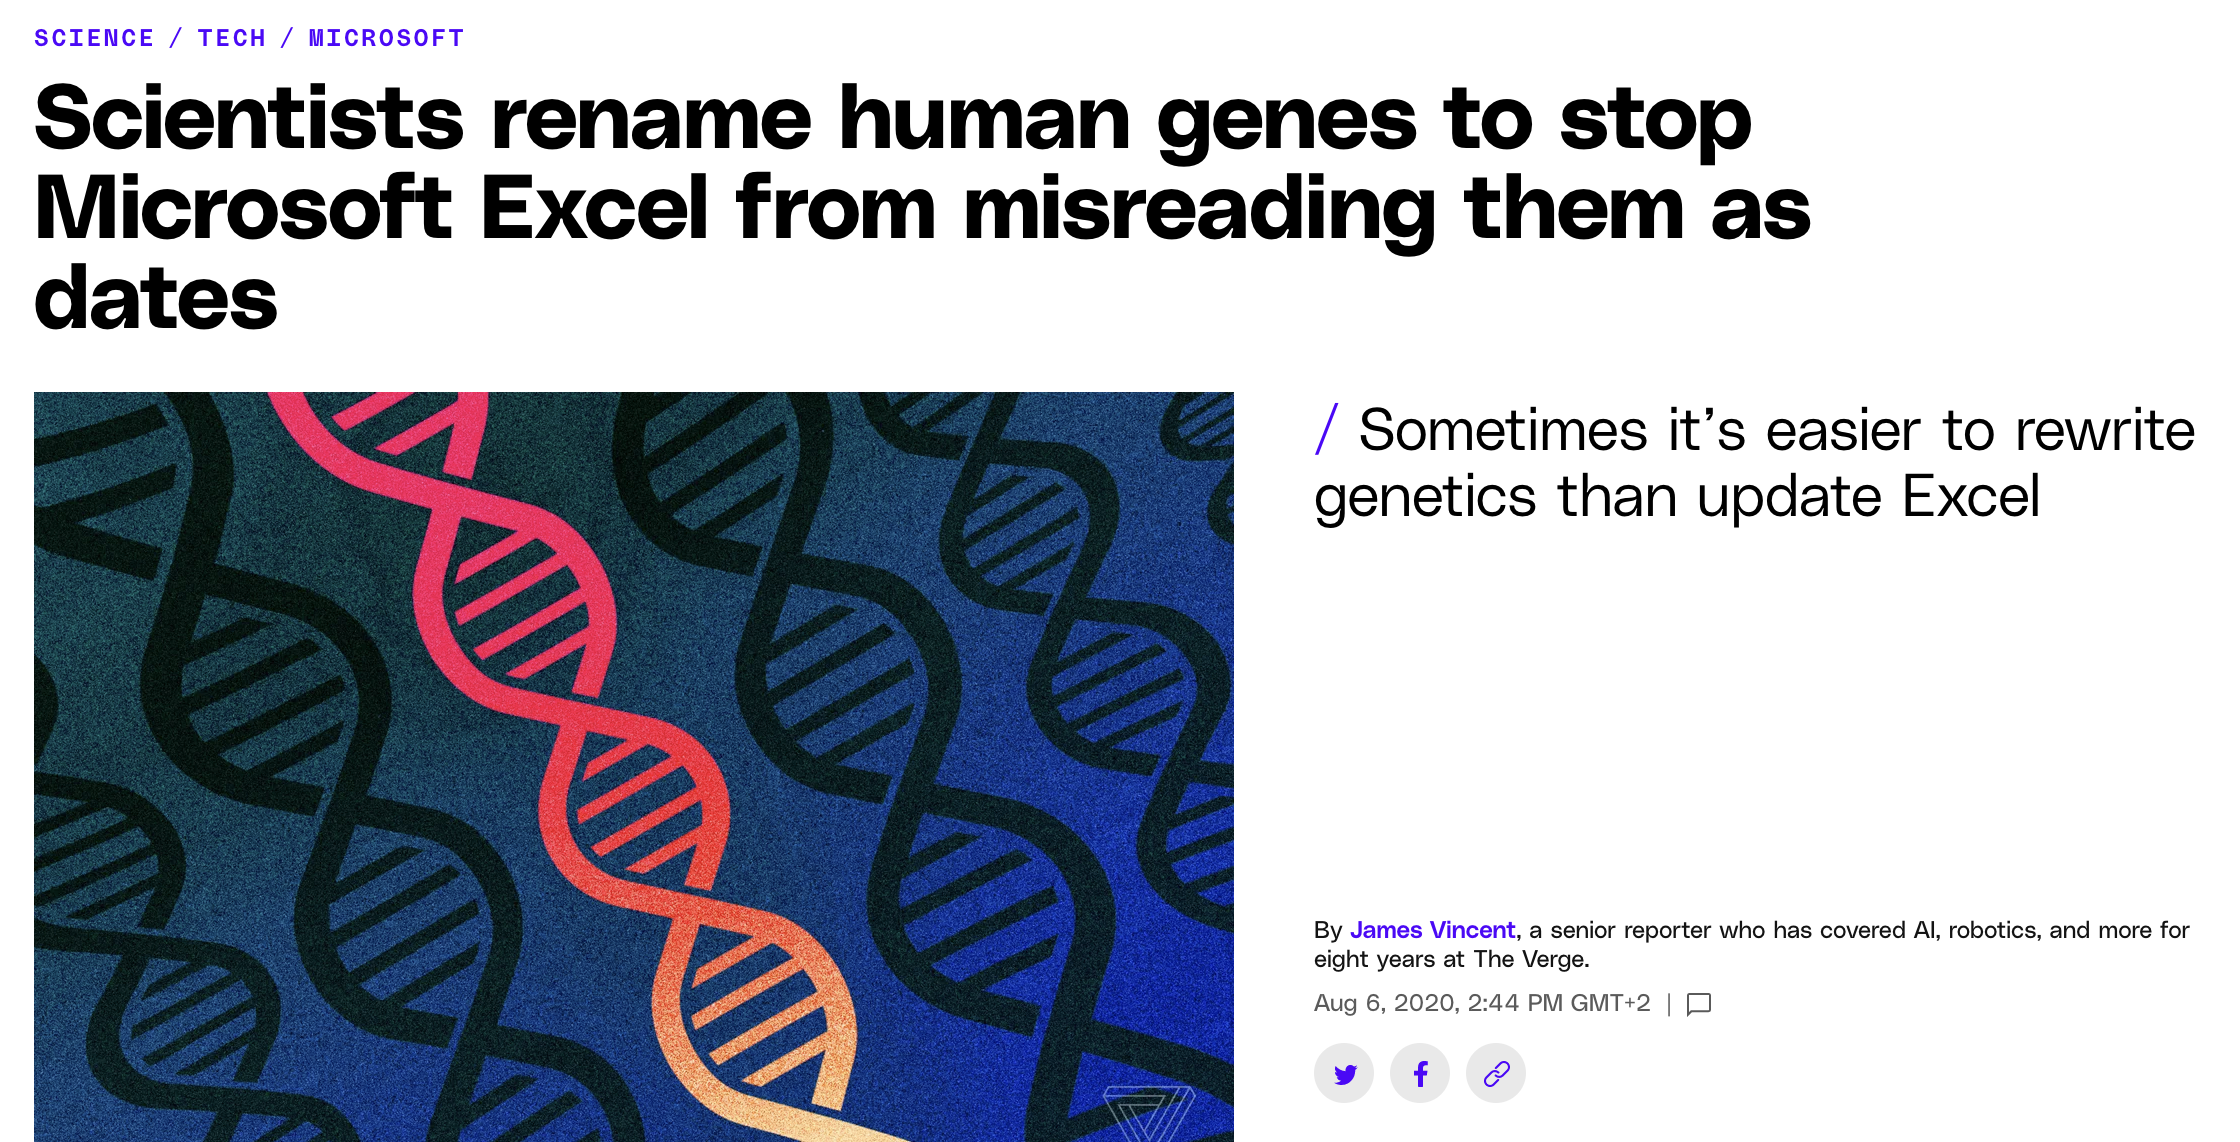 SCIENCE / TECH / MICROSOFT
Scientists rename human genes to stop
Microsoft Excel from misreading them as
dates
/ Sometimes it’s easier to rewrite
genetics than update Excel
By James Vincent, a senior reporter who has covered AI, robotics, and more for
eight years at The Verge.
Aug 6, 2020, 2:44 PM GMT+2 |